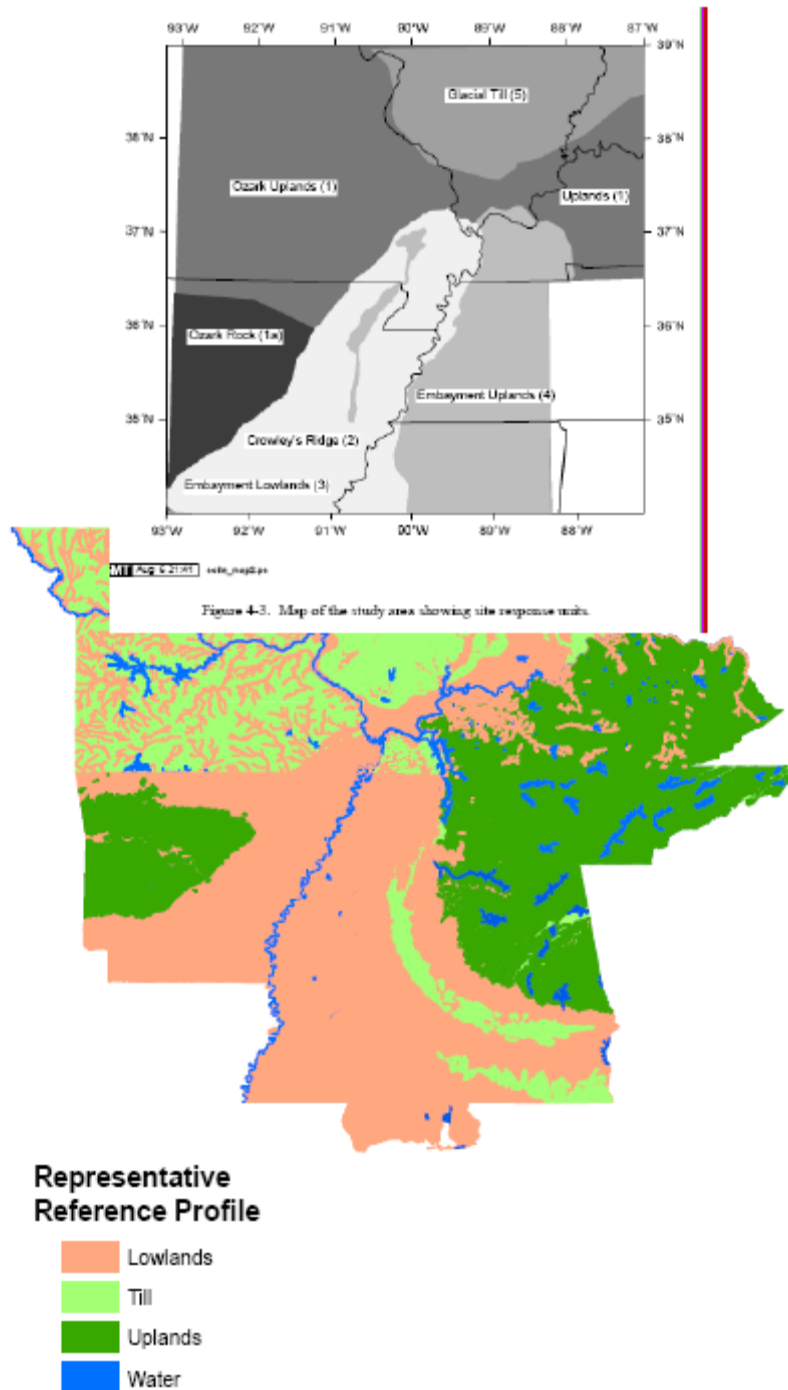 93°W 92°W 91°W 90°W 89°W 88°W 87°W
39°N
Glacial Till (5)
38°N 38°N
Ozark Uplands (1)
Uplands (1)
37°N 37°N
36°N 36°N
Ozark Rock (1a)
Embayment Uplands (4)
35°N 35°N
Crowley's Ridge (2)
Embayment Lowlands (3)
93°W 92°W 91°W 90°W 89°W 88°W
Figure 4-3. Map of the study area showing site response units.
Representative
Reference Profile
Lowlands
Till
Uplands
Water